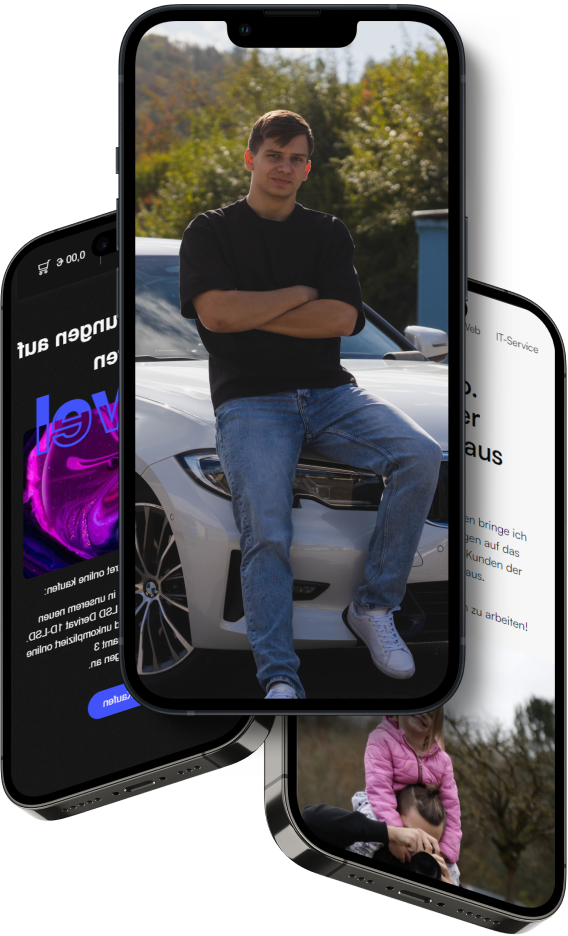 0,00 €
ungen auf
en
vel
ret online kaufen:
in unseren neuen
LSD Derivat 1D-LSD.
d unkompliziert online
amt 3
gen an.
kaufen
Web IT-Service
o.
er
aus
en bringe ich
gen auf das
Kunden der
aus.
n zu arbeiten!